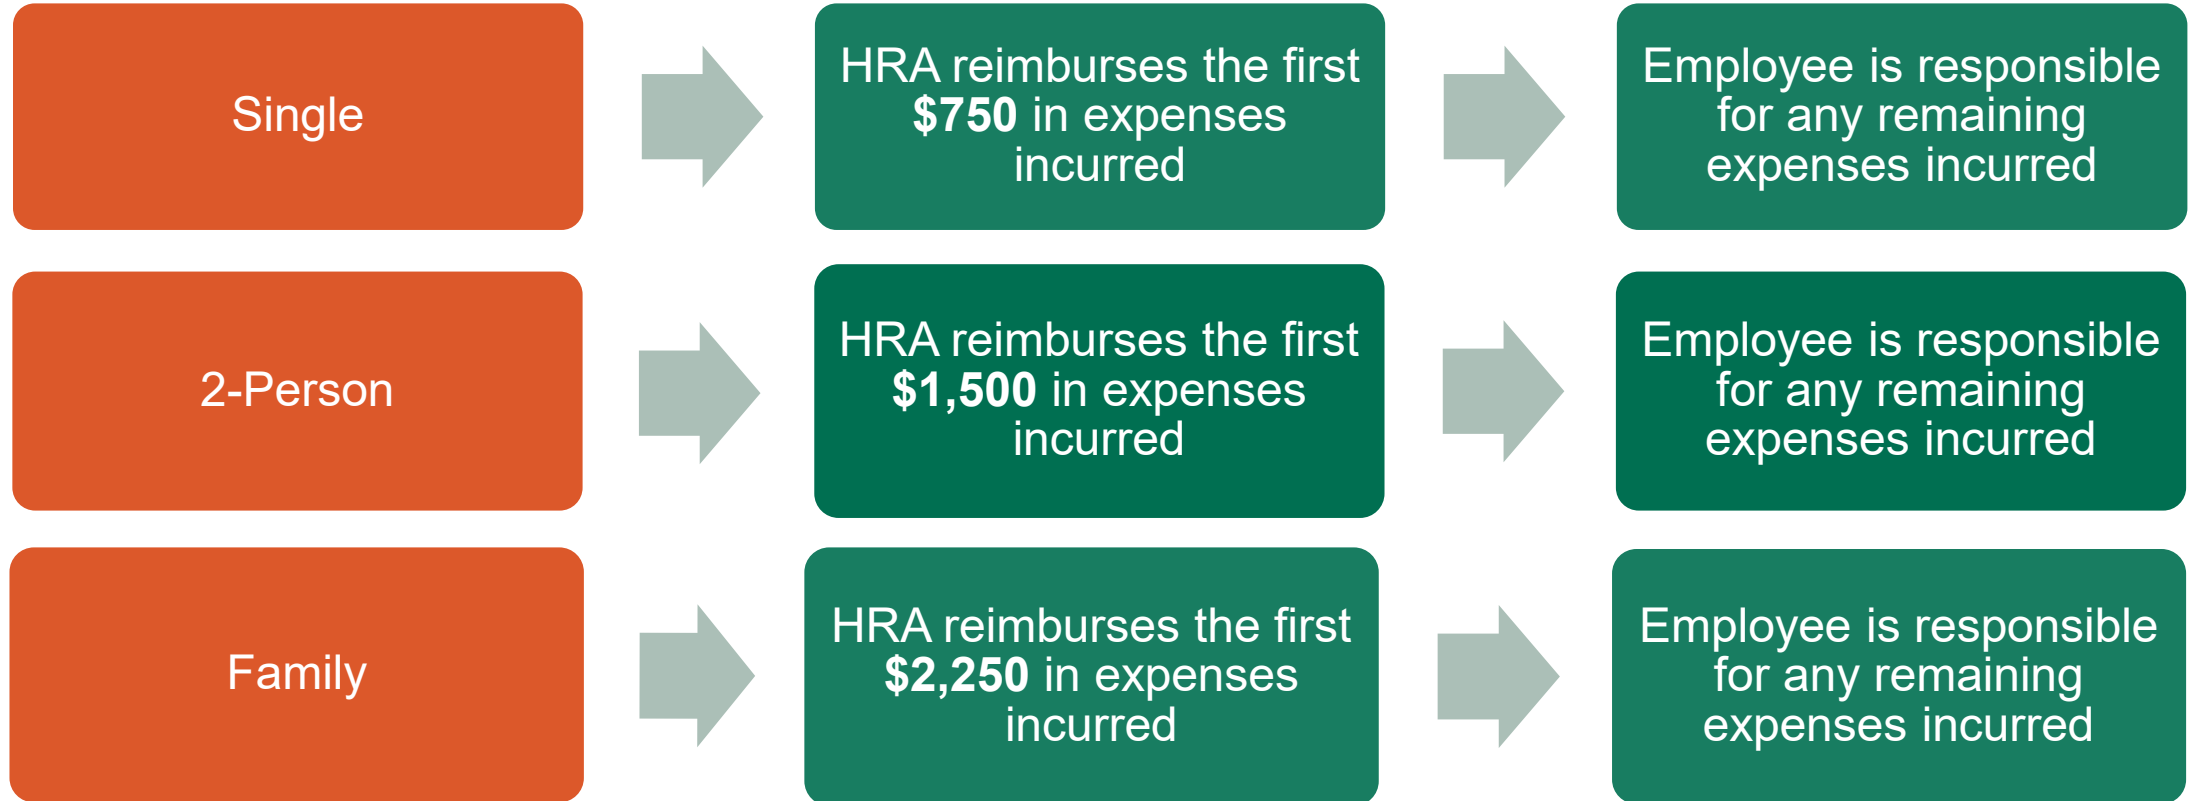 Single
HRA reimburses the first
$750 in expenses
incurred
Employee is responsible
for any remaining
expenses incurred
2-Person
HRA reimburses the first
$1,500 in expenses
incurred
Employee is responsible
for any remaining
expenses incurred
Family
HRA reimburses the first
$2,250 in expenses
incurred
Employee is responsible
for any remaining
expenses incurred